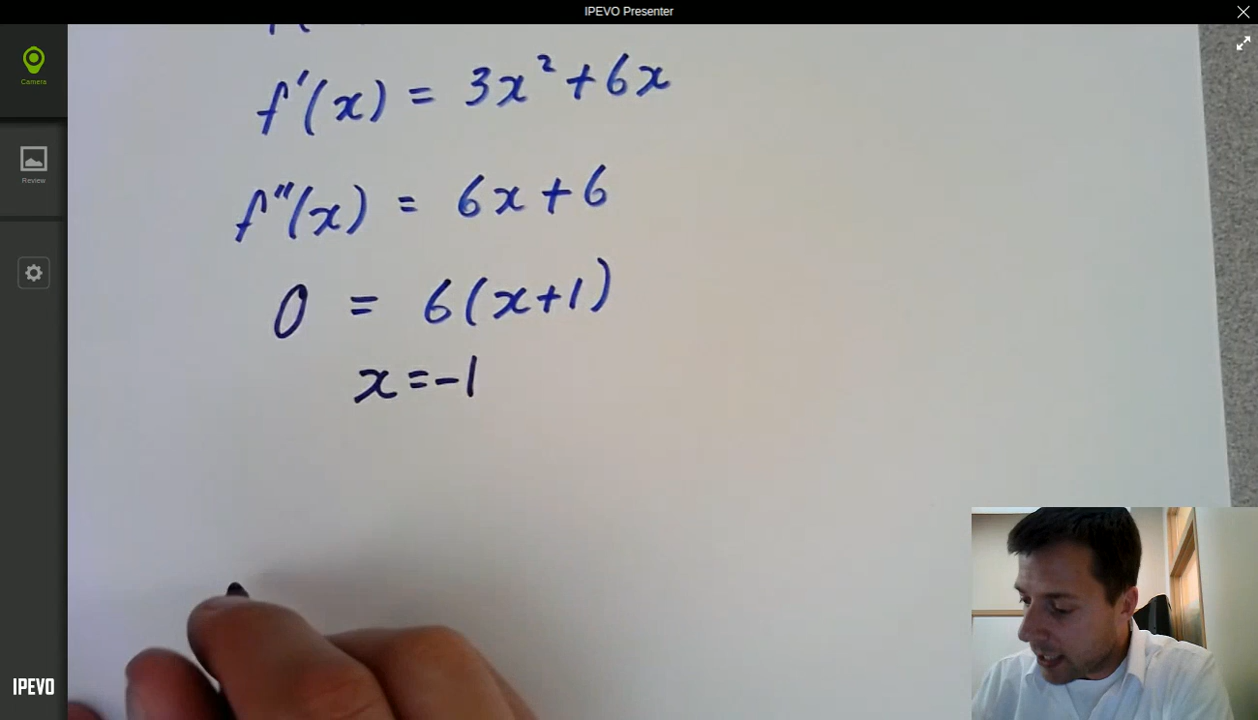 IPEVO Presenter
Camera
Review
f'(x) = 3x² + 6x
f''(x) = 6x + 6
0 = 6(x+1)
x = -1
IPEVO